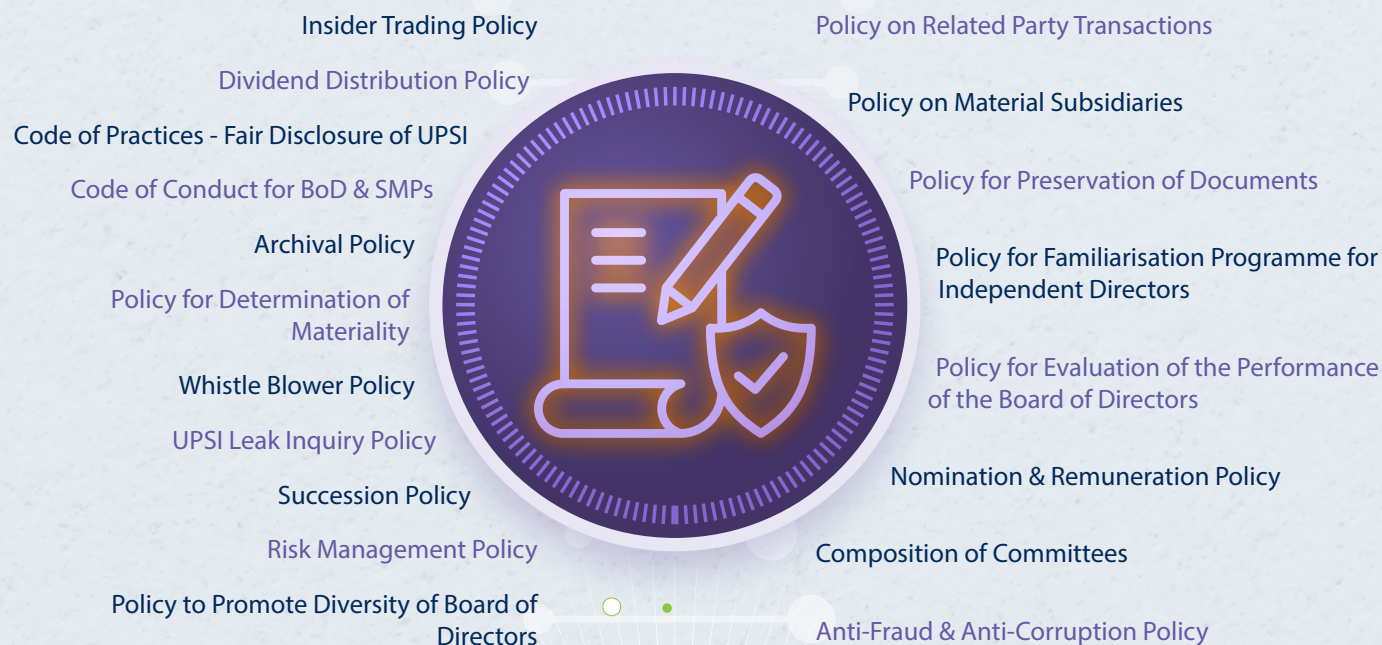 Insider Trading Policy
Dividend Distribution Policy
Code of Practices - Fair Disclosure of UPSI
Code of Conduct for BoD & SMPs
Archival Policy
Policy for Determination of
Materiality
Whistle Blower Policy
UPSI Leak Inquiry Policy
Succession Policy
Risk Management Policy
Policy to Promote Diversity of Board of
Directors
Policy on Related Party Transactions
Policy on Material Subsidiaries
Policy for Preservation of Documents
Policy for Familiarisation Programme for
Independent Directors
Policy for Evaluation of the Performance
of the Board of Directors
Nomination & Remuneration Policy
Composition of Committees
Anti-Fraud & Anti-Corruption Policy